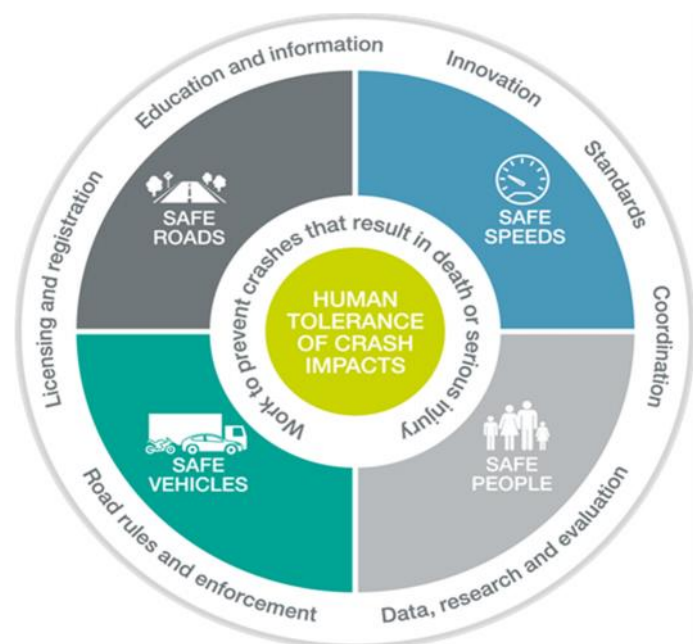 Education and information
Innovation
Standards
Coordination
Data, research and evaluation
Road rules and enforcement
Licensing and registration
SAFE
ROADS
SAFE
SPEEDS
Work to prevent crashes that result in death or serious injury
HUMAN
TOLERANCE
OF CRASH
IMPACTS
SAFE
VEHICLES
SAFE
PEOPLE